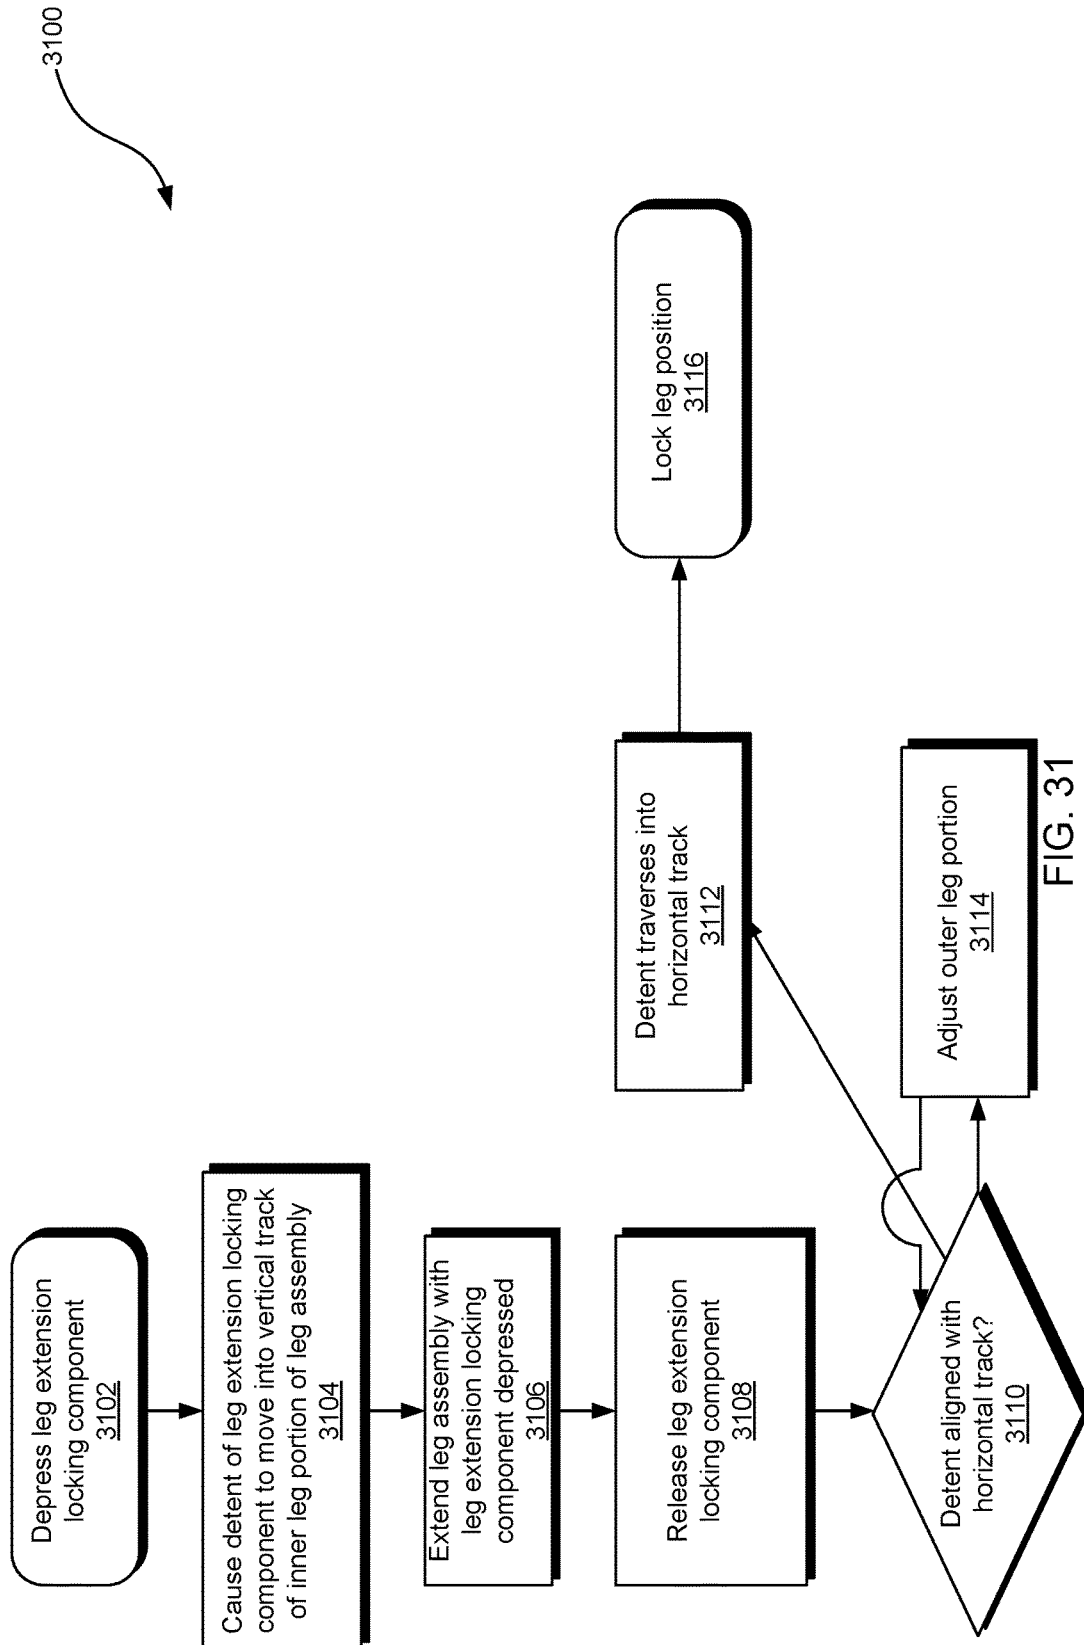 3100
Depress leg extension
locking component
3102
Cause detent of leg extension locking
component to move into vertical track
of inner leg portion of leg assembly
3104
Extend leg assembly with
leg extension locking
component depressed
3106
Release leg extension
locking component
3108
Detent aligned with
horizontal track?
3110
Detent traverses into
horizontal track
3112
Adjust outer leg portion
3114
Lock leg position
3116
FIG. 31